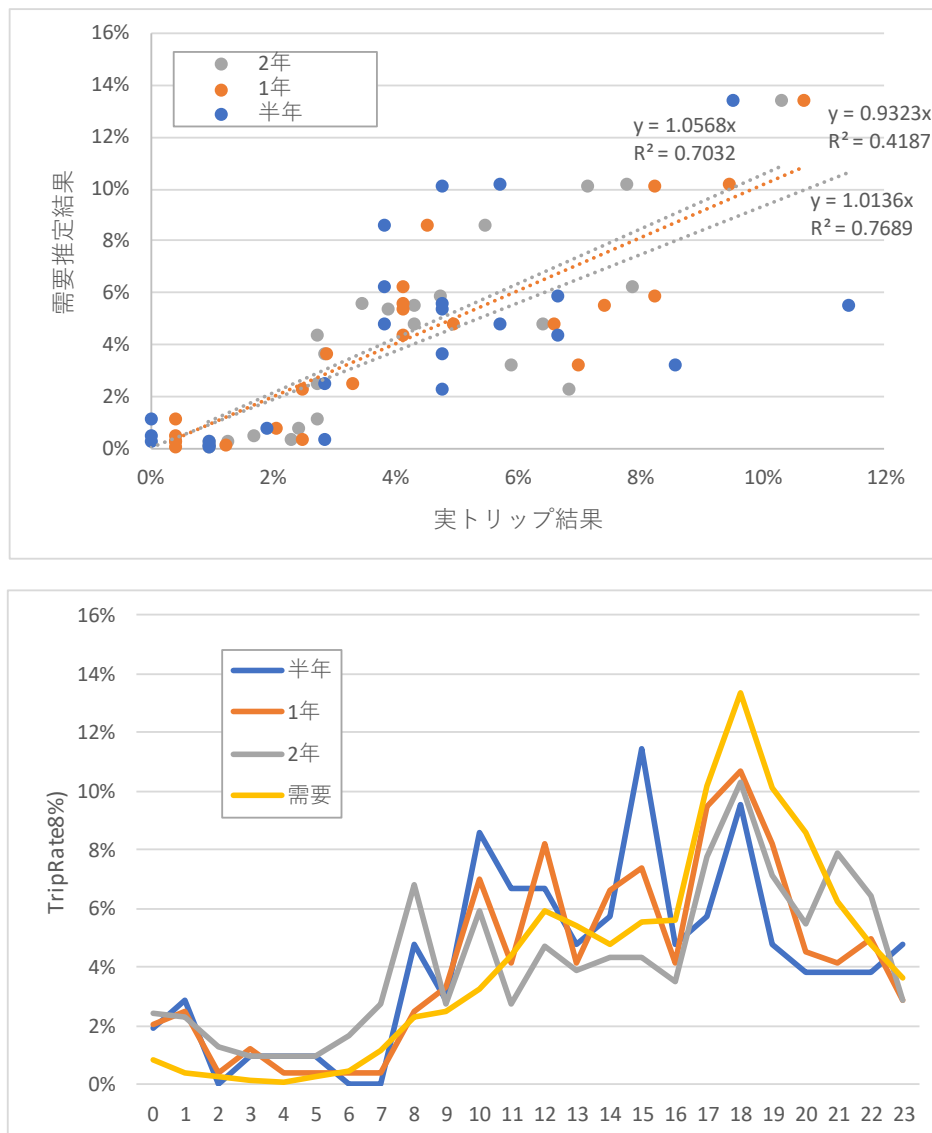 16%
14%
12%
10%
8%
6%
4%
2%
0%
2年
1年
半年
y = 1.0568x
R² = 0.7032
y = 0.9323x
R² = 0.4187
y = 1.0136x
R² = 0.7689
需要推定結果
0% 2% 4% 6% 8% 10% 12%
実トリップ結果
16%
14%
12%
10%
8%
6%
4%
2%
0%
半年
1年
2年
需要
TripRate8%)
0 1 2 3 4 5 6 7 8 9 10 11 12 13 14 15 16 17 18 19 20 21 22 23